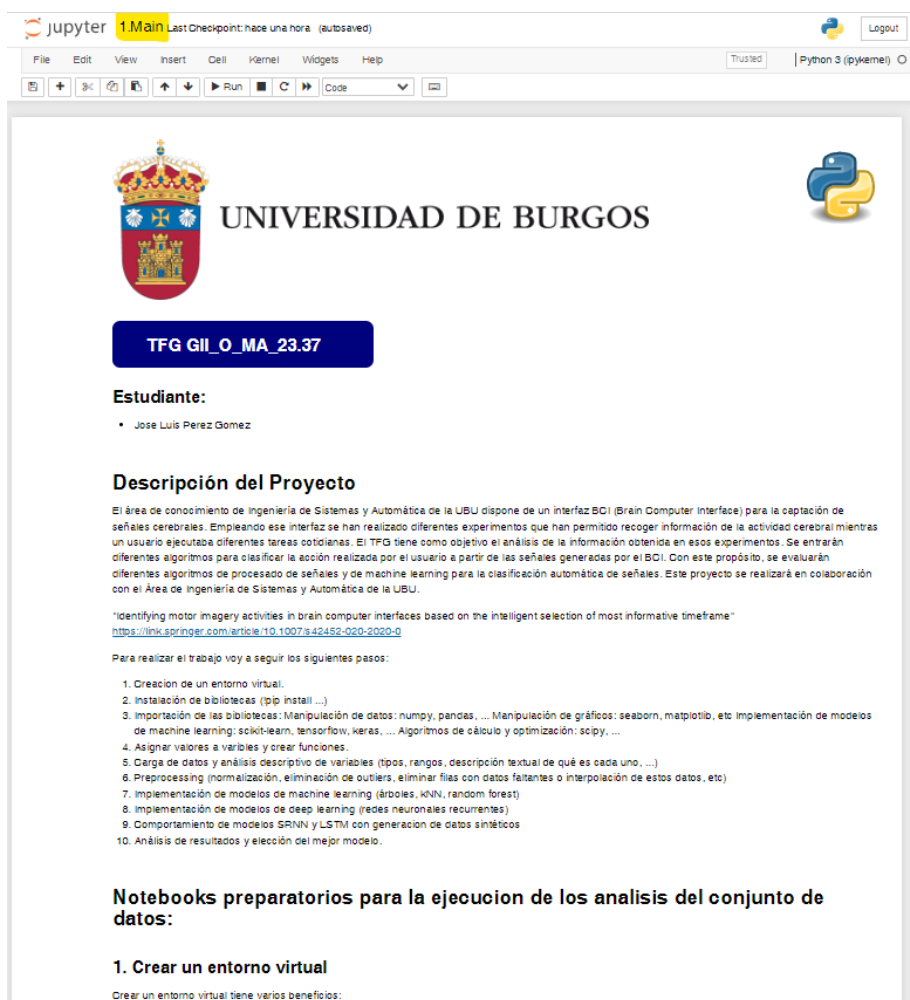 jupyter 1.Main Last Checkpoint: hace una hora (autosaved) Logout
File Edit View Insert Cell Kernel Widgets Help Trusted Python 3 (ipykernel)
Run Code
UNIVERSIDAD DE BURGOS
TFG GII_O_MA_23.37
Estudiante:
• Jose Luis Perez Gomez
Descripción del Proyecto
El área de conocimiento de Ingeniería de Sistemas y Automática de la UBU dispone de un interfaz BCI (Brain Computer Interface) para la captación de
señales cerebrales. Empleando ese interfaz se han realizado diferentes experimentos que han permitido recoger información de la actividad cerebral mientras
un usuario ejecutaba diferentes tareas cotidianas. El TFG tiene como objetivo el análisis de la información obtenida en esos experimentos. Se entrarán
diferentes algoritmos para clasificar la acción realizada por el usuario a partir de las señales generadas por el BCI. Con este propósito, se evaluarán
diferentes algoritmos de procesado de señales y de machine learning para la clasificación automática de señales. Este proyecto se realizará en colaboración
con el Área de Ingeniería de Sistemas y Automática de la UBU.
"Identifying motor imagery activities in brain computer interfaces based on the intelligent selection of most informative timeframe"
https://link.springer.com/article/10.1007/s42452-020-2020-0
Para realizar el trabajo voy a seguir los siguientes pasos:
1. Creacion de un entorno virtual.
2. Instalación de bibliotecas (!pip install ...)
3. Importación de las bibliotecas: Manipulación de datos: numpy, pandas, ... Manipulación de gráficos: seaborn, matplotlib, etc Implementación de modelos
de machine learning: scikit-learn, tensorflow, keras, ... Algoritmos de cálculo y optimización: scipy, ...
4. Asignar valores a varibles y crear funciones.
5. Carga de datos y análisis descriptivo de variables (tipos, rangos, descripción textual de qué es cada uno, ...)
6. Preprocessing (normalización, eliminación de outliers, eliminar filas con datos faltantes o interpolación de estos datos, etc)
7. Implementación de modelos de machine learning (árboles, kNN, random forest)
8. Implementación de modelos de deep learning (redes neuronales recurrentes)
9. Comportamiento de modelos SRNN y LSTM con generacion de datos sintéticos
10. Análisis de resultados y elección del mejor modelo.
Notebooks preparatorios para la ejecucion de los analisis del conjunto de
datos:
1. Crear un entorno virtual
Crear un entorno virtual tiene varios beneficios: